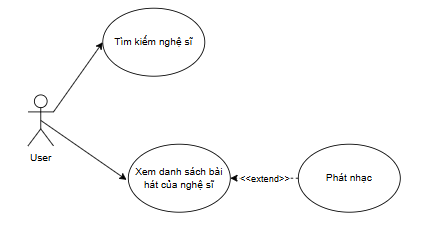 Tìm kiếm nghệ sĩ
User
Xem danh sách bài
hát của nghệ sĩ
<<extend>>
Phát nhạc